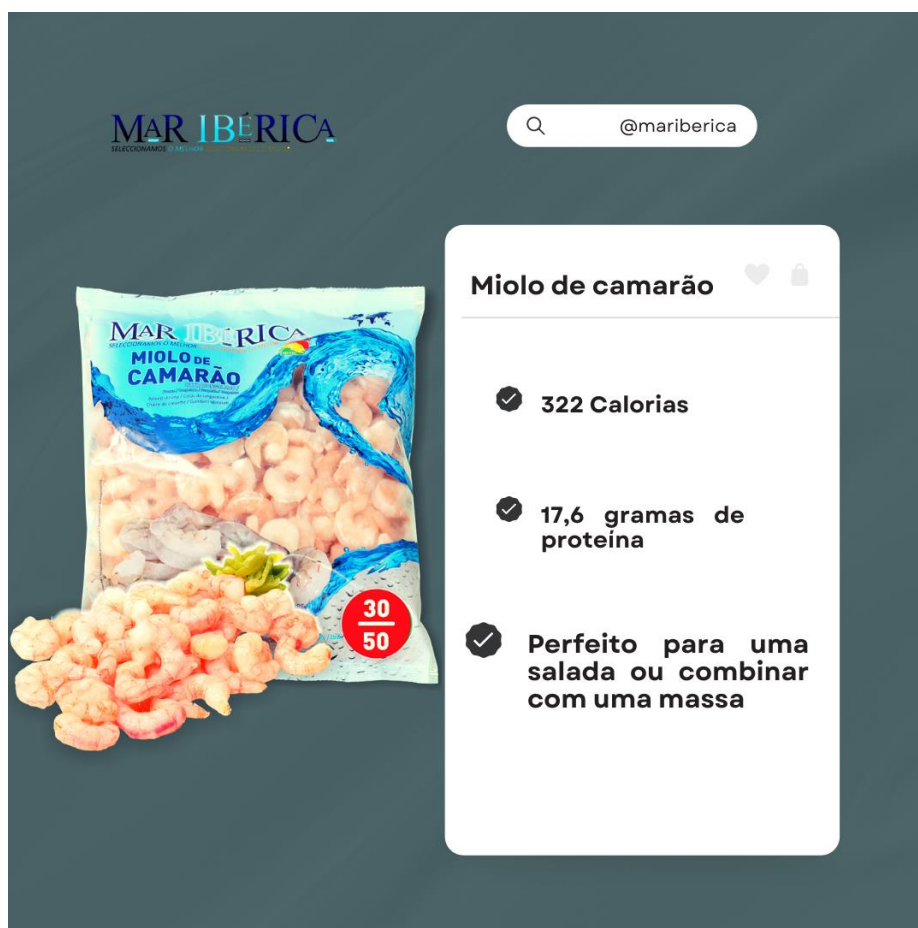 MAR IBÉRICA
SELECCIONAMOS O MELHOR
@mariberica
Miolo de camarão
322 Calorias
17,6 gramas de
proteína
Perfeito para uma
salada ou combinar
com uma massa
MAR IBÉRICA
SELECCIONAMOS O MELHOR
MIOLO DE
CAMARÃO
30
50